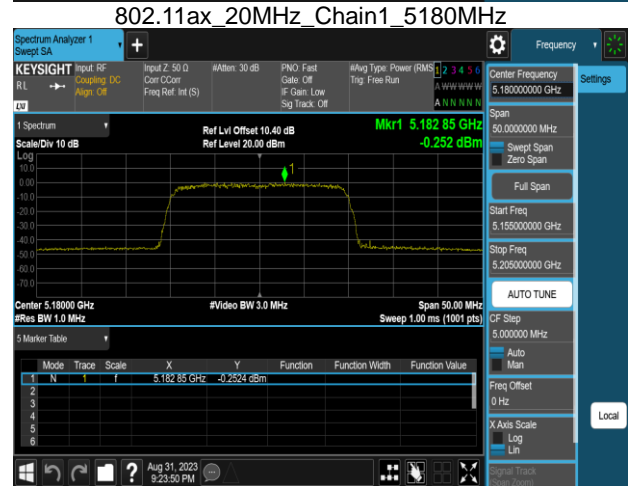 802.11ax_20MHz_Chain1_5180MHz
Spectrum Analyzer 1
Swept SA
Frequency
KEYSIGHT
RL
LXI
Input: RF
Coupling: DC
Align: Off
Input Z: 50 Ω
Corr CCorr
Freq Ref: Int (S)
#Atten: 30 dB
PNO: Fast
Gate: Off
IF Gain: Low
Sig Track: Off
#Avg Type: Power (RMS
Trig: Free Run
1 2 3 4 5 6
A W W W W W
A N N N N N
Center Frequency
5.180000000 GHz
Settings
Span
50.0000000 MHz
Swept Span
Zero Span
Full Span
Start Freq
5.155000000 GHz
Stop Freq
5.205000000 GHz
AUTO TUNE
CF Step
5.000000 MHz
Auto
Man
Freq Offset
0 Hz
X Axis Scale
Log
Lin
Local
Signal Track
(Span Zoom)
1 Spectrum
Scale/Div 10 dB
Ref Lvl Offset 10.40 dB
Ref Level 20.00 dBm
Mkr1 5.182 85 GHz
-0.252 dBm
Log
10.0
0.00
-10.0
-20.0
-30.0
-40.0
-50.0
-60.0
-70.0
1
Center 5.18000 GHz
#Res BW 1.0 MHz
#Video BW 3.0 MHz
Span 50.00 MHz
Sweep 1.00 ms (1001 pts)
5 Marker Table
Mode Trace Scale X Y Function Function Width Function Value
1 N 1 f 5.182 85 GHz -0.2524 dBm
2
3
4
5
6
?
Aug 31, 2023
9:23:50 PM